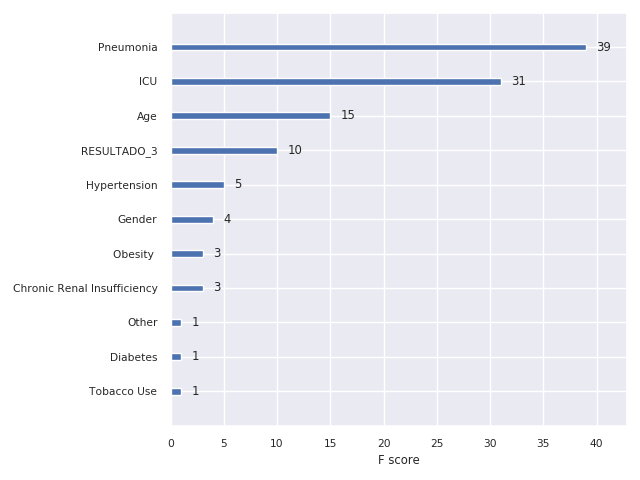 Pneumonia 39
ICU 31
Age 15
RESULTADO_3 10
Hypertension 5
Gender 4
Obesity 3
Chronic Renal Insufficiency 3
Other 1
Diabetes 1
Tobacco Use 1
0 5 10 15 20 25 30 35 40
F score